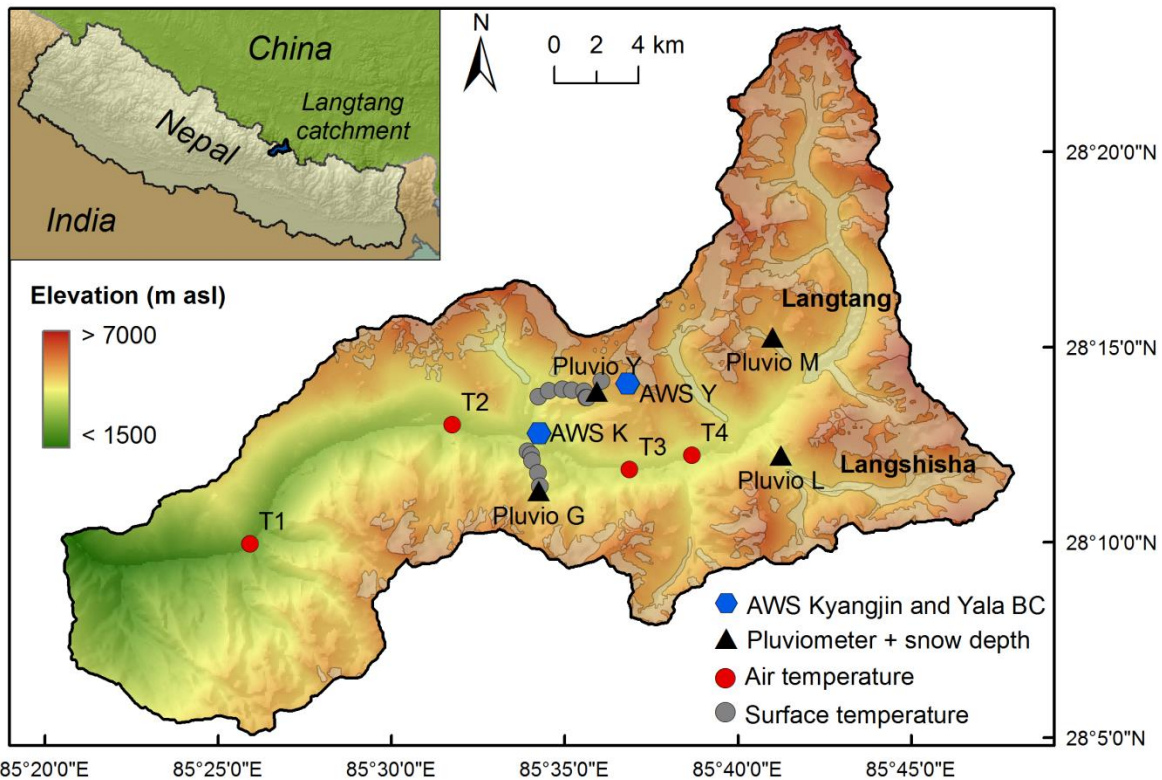 China
Langtang
catchment
Nepal
India
N
0 2 4 km
Elevation (m asl)
> 7000
< 1500
Langtang
Pluvio M
Pluvio Y
AWS Y
T2
AWS K
T3
T4
Pluvio L
Langshisha
Pluvio G
T1
AWS Kyangjin and Yala BC
Pluviometer + snow depth
Air temperature
Surface temperature
28°20'0"N
28°15'0"N
28°10'0"N
28°5'0"N
85°20'0"E 85°25'0"E 85°30'0"E 85°35'0"E 85°40'0"E 85°45'0"E